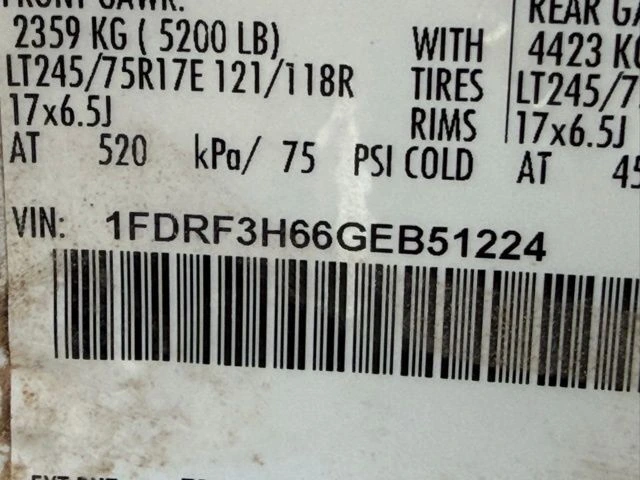 FRONT GAWR:
2359 KG ( 5200 LB) WITH
LT245/75R17E 121/118R TIRES
17x6.5J RIMS
AT 520 kPa/ 75 PSI COLD
REAR GA
4423 KG
LT245/7
17x6.5J
AT 45
VIN: 1FDRF3H66GEB51224